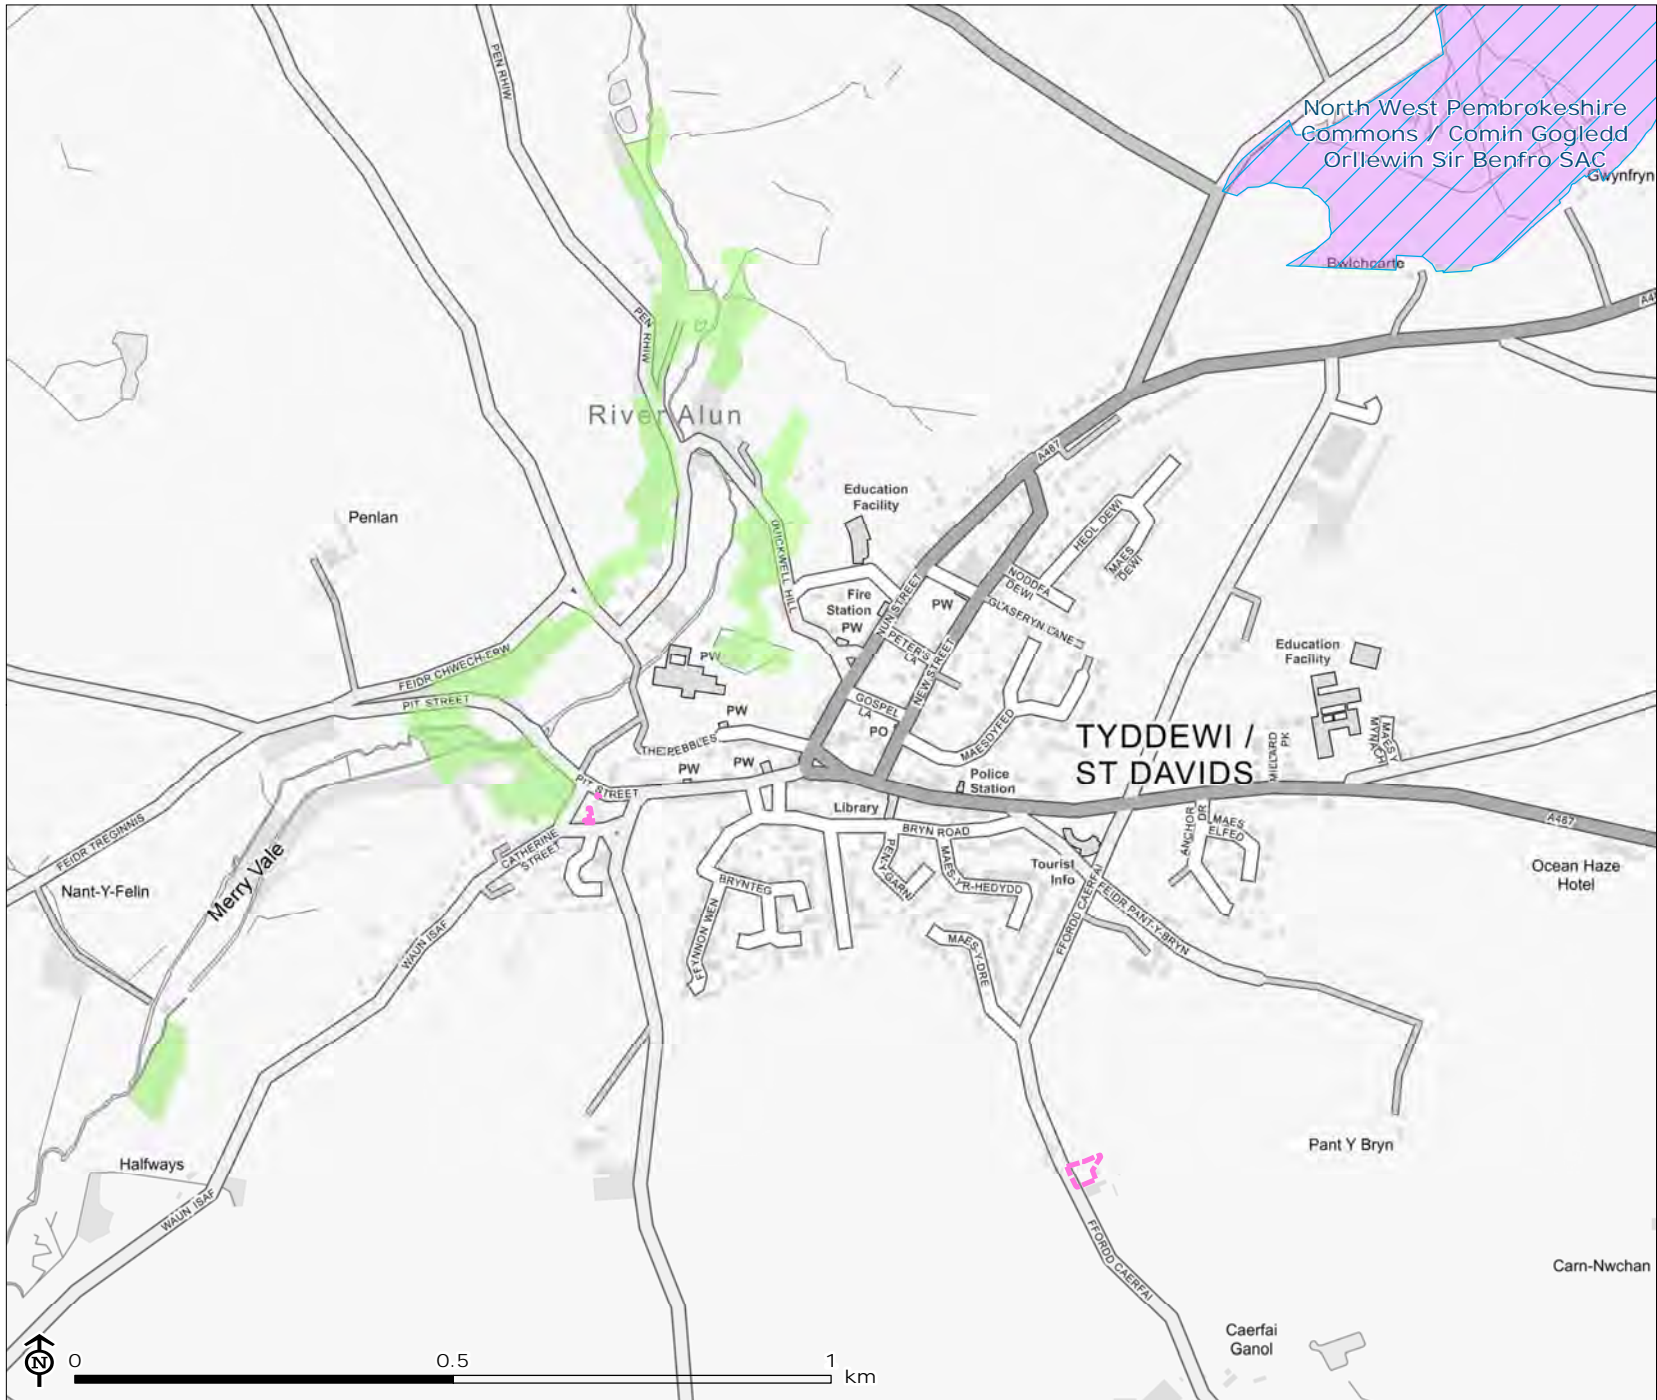 PEN RHIW
North West Pembrokeshire
Commons / Comin Gogledd
Orllewin Sir Benfro SAC
Gwynfryn
Bwlchcarte
PEN RHIW
River Alun
A487
Education
Facility
Penlan
QUICKWELL HILL
HEOL DEWI
MAES
DEWI
NODDFA
DEWI
Fire
Station
PW
NUN STREET
PW
GLASFRYN LANE
PETER'S
LA
Education
Facility
PW
FEIDR CHWECH-ERW
PIT STREET
NEW STREET
GOSPEL
LA
PO
PW
THE PEBBLES
MAESDYFED
TYDDEWI /
ST DAVIDS
MILLARD
PK
MAES Y
MYNACH
PW
PW
PIT STREET
Police
Station
Library
BRYN ROAD
ANCHOR
DR
MAES
ELFED
A487
FEIDR TREGINNIS
CATHERINE
STREET
Merry Vale
Nant-Y-Felin
BRYNTEG
PEN-Y-GARN
MAES-YR-HEDYDD
Tourist
Info
FFORDD CAERFAI
FEIDR PANT-Y-BRYN
Ocean Haze
Hotel
WAUN ISAF
FFYNNON WEN
MAES-Y-DRE
Pant Y Bryn
Halfways
WAUN ISAF
FFORDD CAERFAI
Carn-Nwchan
Caerfai
Ganol
N
0
0.5
1
km